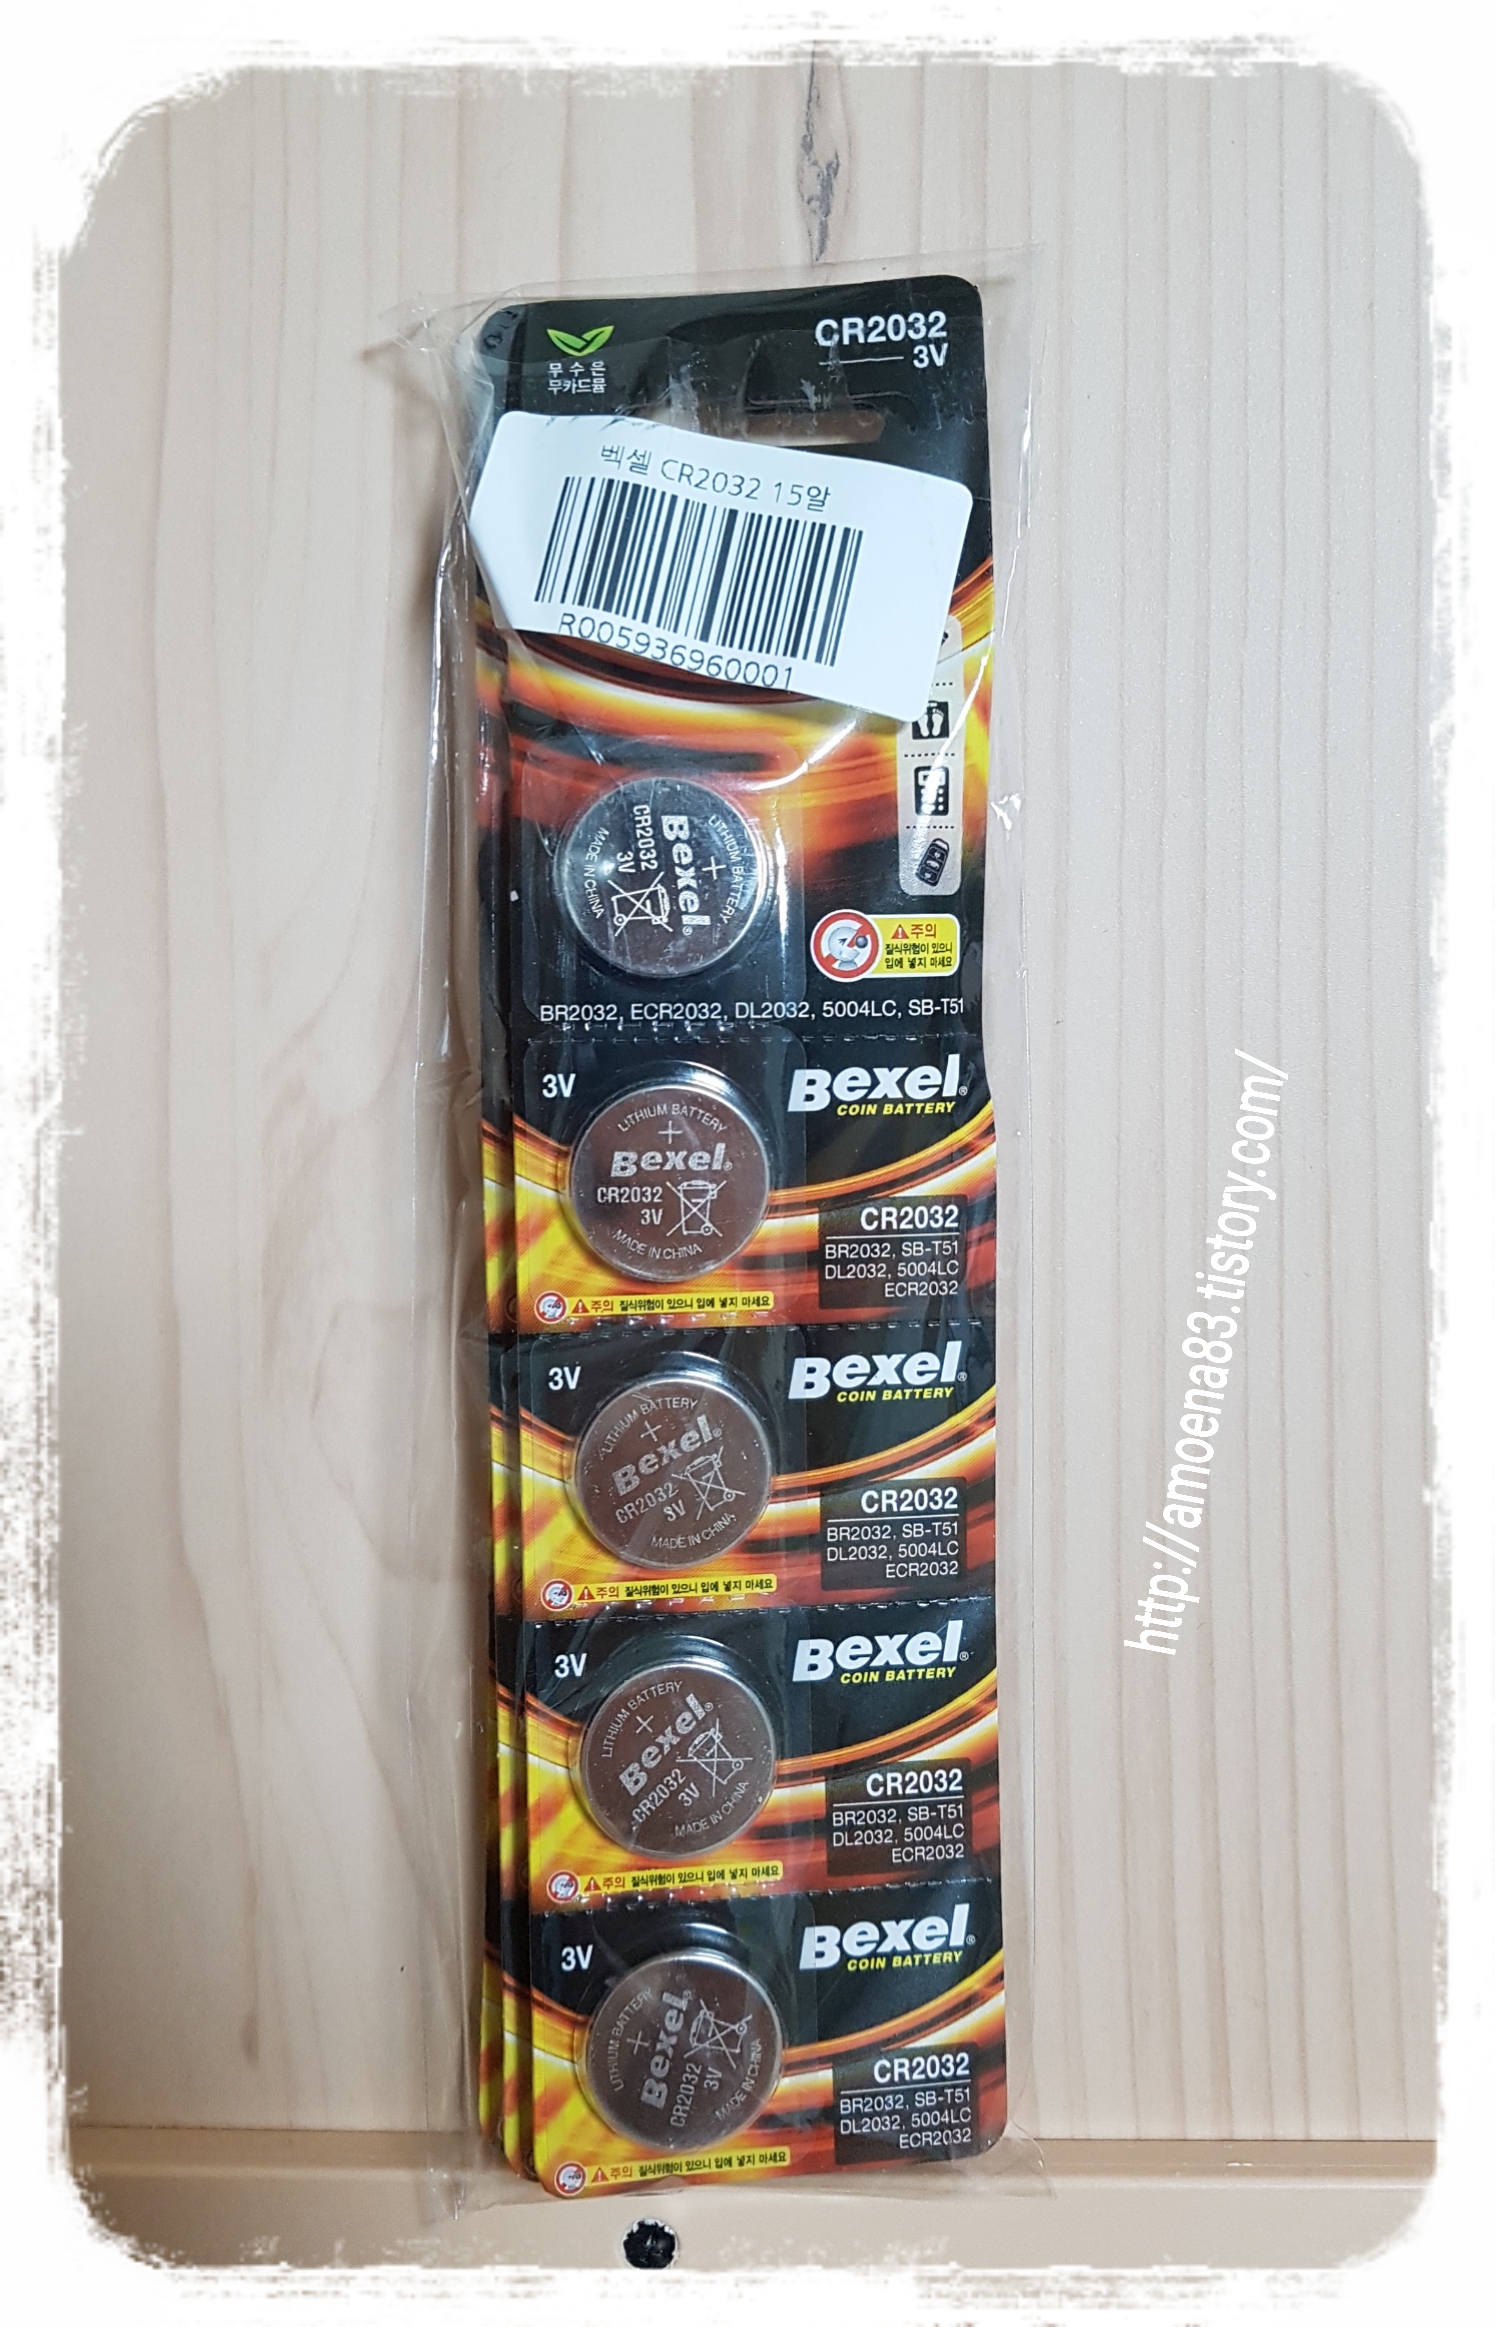 CR2032
3V
무 수 은
무카드뮴
벡셀 CR2032 15알
R005936960001
LITHIUM BATTERY
+
Bexel®
CR2032
3V
MADE IN CHINA
주의
질식위험이 있으니
입에 넣지 마세요
BR2032, ECR2032, DL2032, 5004LC, SB-T51
3V
Bexel®
COIN BATTERY
LITHIUM BATTERY
+
Bexel®
CR2032
3V
MADE IN CHINA
CR2032
BR2032, SB-T51
DL2032, 5004LC
ECR2032
주의 질식위험이 있으니 입에 넣지 마세요
3V
Bexel®
COIN BATTERY
LITHIUM BATTERY
+
Bexel®
CR2032
3V
MADE IN CHINA
CR2032
BR2032, SB-T51
DL2032, 5004LC
ECR2032
주의 질식위험이 있으니 입에 넣지 마세요
3V
Bexel®
COIN BATTERY
LITHIUM BATTERY
+
Bexel®
CR2032
3V
MADE IN CHINA
CR2032
BR2032, SB-T51
DL2032, 5004LC
ECR2032
주의 질식위험이 있으니 입에 넣지 마세요
3V
Bexel®
COIN BATTERY
LITHIUM BATTERY
+
Bexel®
CR2032
3V
MADE IN CHINA
CR2032
BR2032, SB-T51
DL2032, 5004LC
ECR2032
주의 질식위험이 있으니 입에 넣지 마세요
http://amoena83.tistory.com/